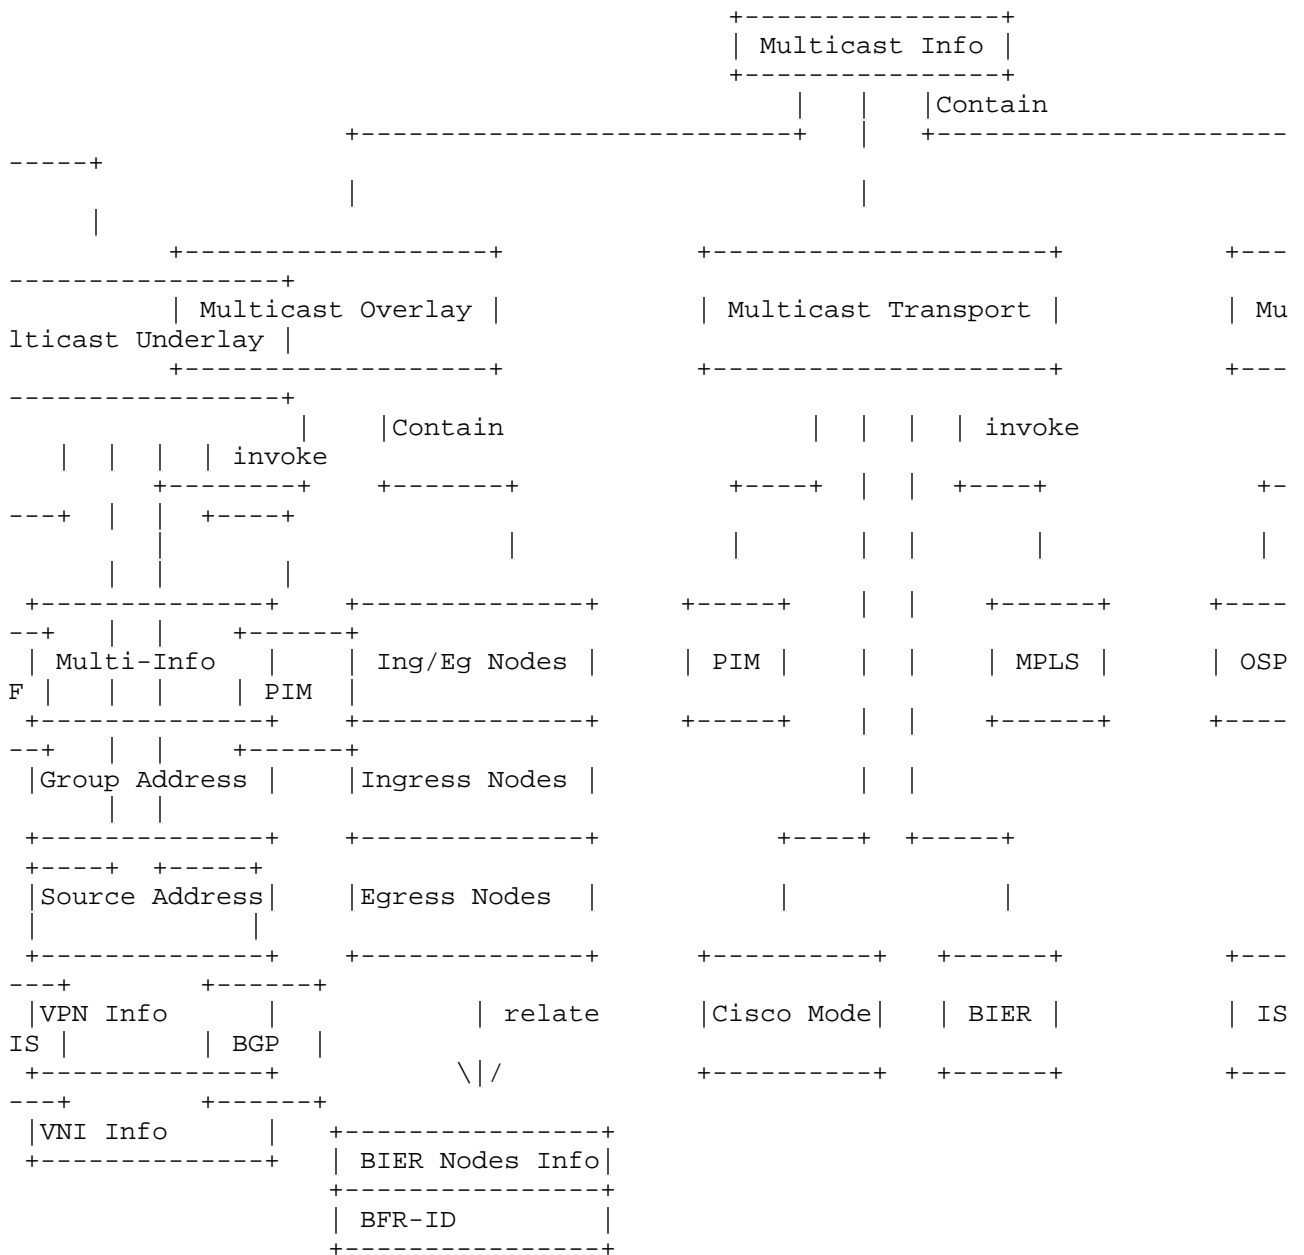 +----------------+
| Multicast Info |
+----------------+
| | |Contain
+---------------------------+ | +----------------------
-----+
| |
|
+-------------------+ +---------------------+ +---
-----------------+
| Multicast Overlay | | Multicast Transport | | Mu
lticast Underlay |
+-------------------+ +---------------------+ +---
-----------------+
| |Contain | | | | invoke
| | | | invoke
+--------+ +-------+ +----+ | | +----+ +-
---+ | | +----+
| | | | | | |
| | |
+--------------+ +--------------+ +-----+ | | +------+ +----
--+ | | +------+
| Multi-Info | | Ing/Eg Nodes | | PIM | | | | MPLS | | OSP
F | | | | PIM |
+--------------+ +--------------+ +-----+ | | +------+ +----
--+ | | +------+
|Group Address | |Ingress Nodes | | |
| |
+--------------+ +--------------+ +----+ +-----+
+----+ +-----+
|Source Address| |Egress Nodes | | |
| |
+--------------+ +--------------+ +----------+ +------+ +---
---+ +------+
|VPN Info | | relate |Cisco Mode| | BIER | | IS
IS | | BGP |
+--------------+ \|/ +----------+ +------+ +---
---+ +------+
|VNI Info | +----------------+
+--------------+ | BIER Nodes Info|
+----------------+
| BFR-ID |
+----------------+